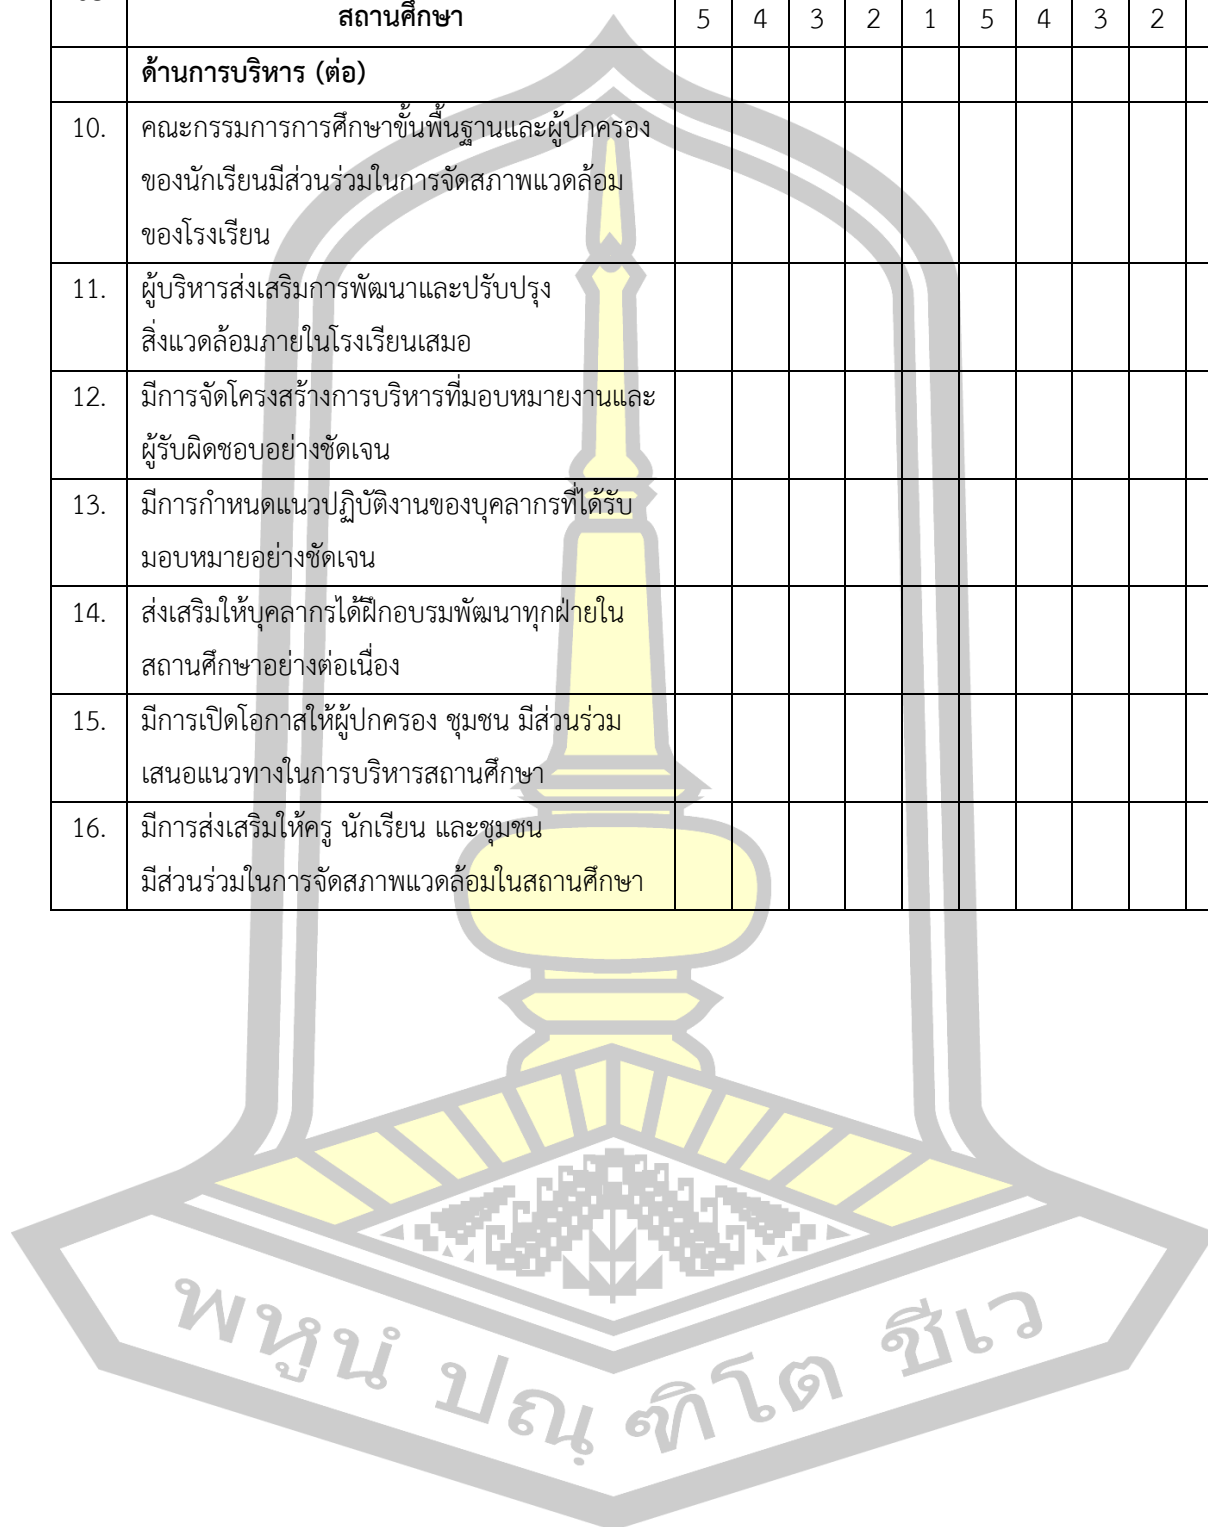 สถานศึกษา 5 4 3 2 1 5 4 3 2
ด้านการบริหาร (ต่อ)
10. คณะกรรมการการศึกษาขั้นพื้นฐานและผู้ปกครอง
ของนักเรียนมีส่วนร่วมในการจัดสภาพแวดล้อม
ของโรงเรียน
11. ผู้บริหารส่งเสริมการพัฒนาและปรับปรุง
สิ่งแวดล้อมภายในโรงเรียนเสมอ
12. มีการจัดโครงสร้างการบริหารที่มอบหมายงานและ
ผู้รับผิดชอบอย่างชัดเจน
13. มีการกำหนดแนวปฏิบัติงานของบุคลากรที่ได้รับ
มอบหมายอย่างชัดเจน
14. ส่งเสริมให้บุคลากรได้ฝึกอบรมพัฒนาทุกฝ่ายใน
สถานศึกษาอย่างต่อเนื่อง
15. มีการเปิดโอกาสให้ผู้ปกครอง ชุมชน มีส่วนร่วม
เสนอแนวทางในการบริหารสถานศึกษา
16. มีการส่งเสริมให้ครู นักเรียน และชุมชน
มีส่วนร่วมในการจัดสภาพแวดล้อมในสถานศึกษา
พหูนํ ปณฺ ฑิโต ชีเว